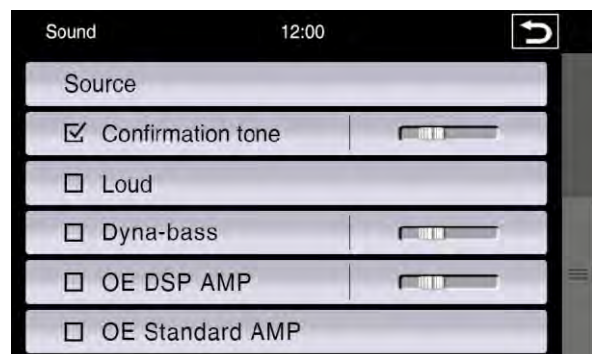 Sound 12:00
Source
Confirmation tone
Loud
Dyna-bass
OE DSP AMP
OE Standard AMP